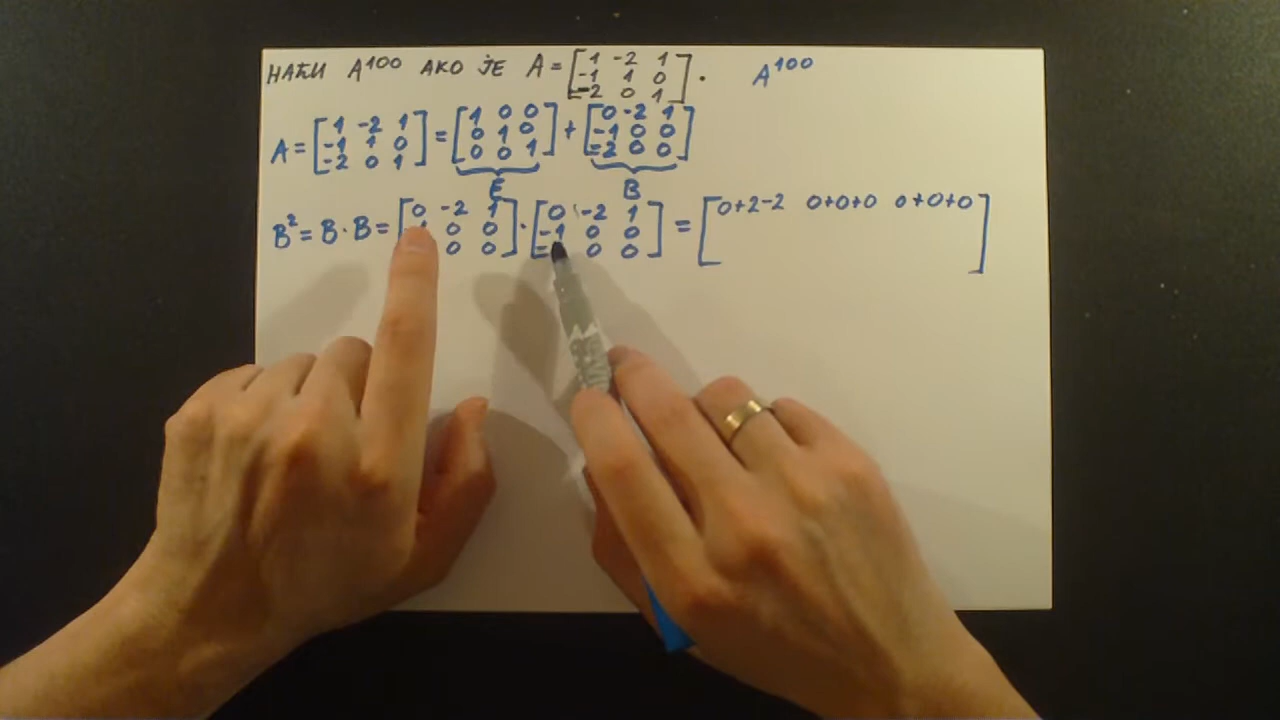 НАЋИ A¹⁰⁰ АКО ЈЕ A = [1 -2 1; -1 1 0; -2 0 1]. A¹⁰⁰
A = [1 -2 1; -1 1 0; -2 0 1] = [1 0 0; 0 1 0; 0 0 1] + [0 -2 1; -1 0 0; -2 0 0]
E B
B² = B · B = [0 -2 1; 0 0; 0 0] · [0 -2 1; -1 0 0; 0 0] = [0+2-2 0+0+0 0+0+0]